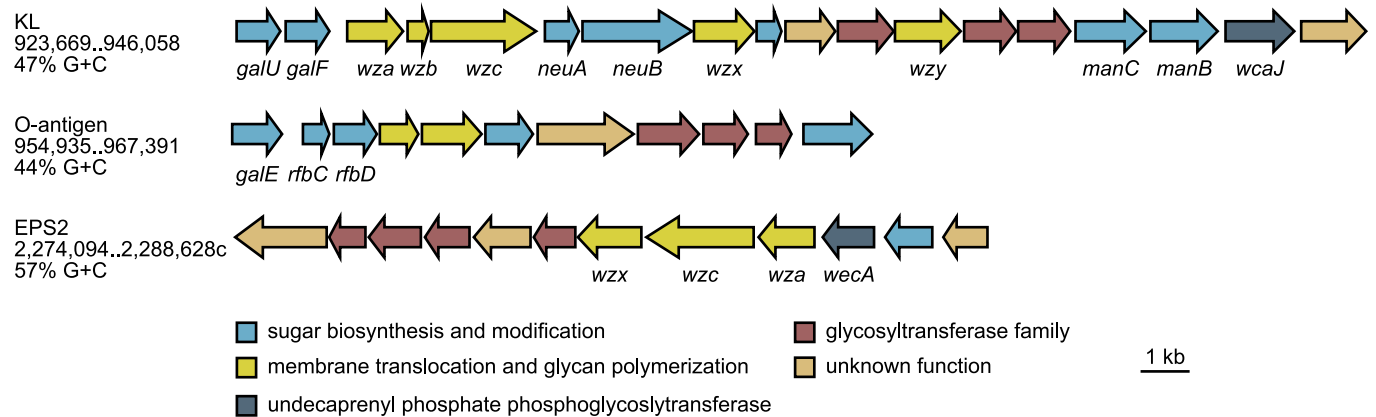 KL
923,669..946,058
47% G+C
galU galF wza wzb wzc neuA neuB wzx wzy manC manB wcaJ
O-antigen
954,935..967,391
44% G+C
galE rfbC rfbD
EPS2
2,274,094..2,288,628c
57% G+C
wzx wzc wza wecA
sugar biosynthesis and modification
glycosyltransferase family
membrane translocation and glycan polymerization
unknown function
1 kb
undecaprenyl phosphate phosphoglycoslytransferase